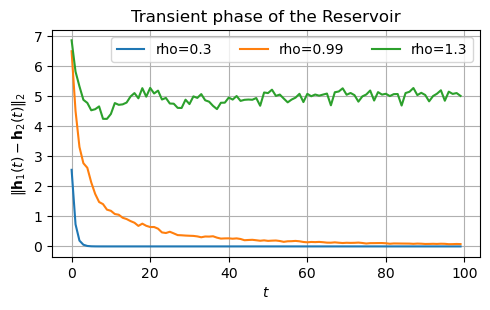 Transient phase of the Reservoir
rho=0.3 rho=0.99 rho=1.3
7
6
5
4
3
2
1
0
‖h₁(t) − h₂(t)‖₂
0 20 40 60 80 100
t